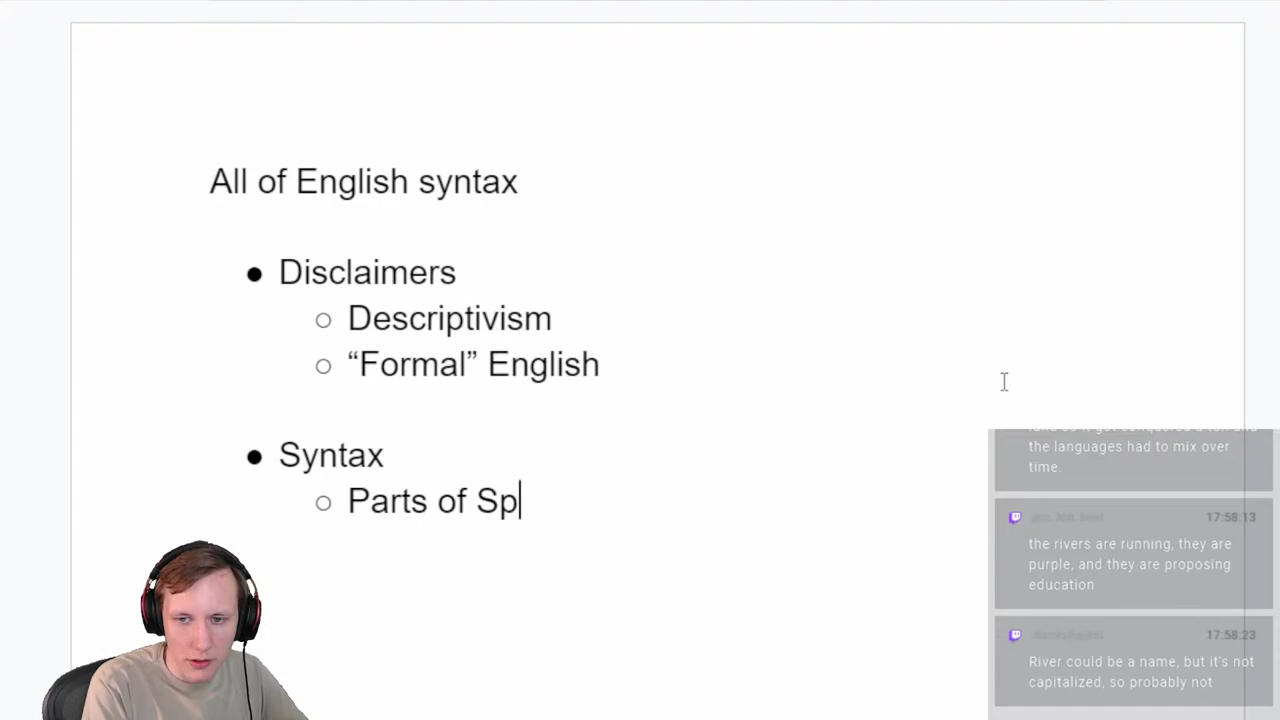 All of English syntax
● Disclaimers
○ Descriptivism
○ “Formal” English
● Syntax
○ Parts of Sp
the languages had to mix over
time.
17:58:13
the rivers are running, they are
purple, and they are proposing
education
17:58:23
River could be a name, but it's not
capitalized, so probably not